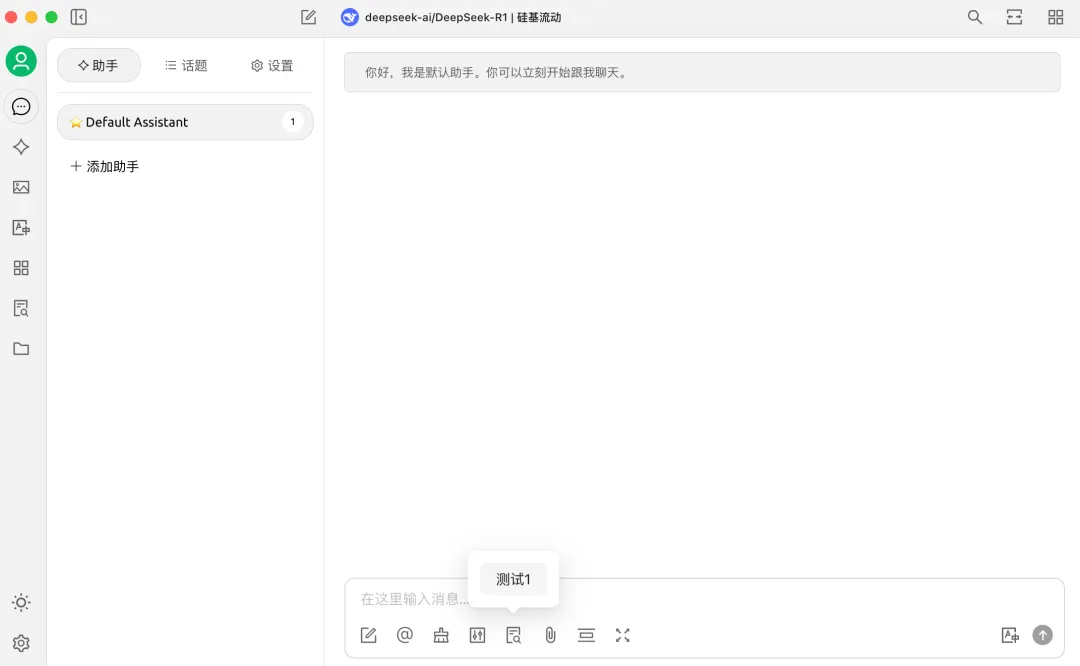 deepseek-ai/DeepSeek-R1 | 硅基流动
助手
话题
设置
Default Assistant
1
添加助手
你好，我是默认助手。你可以立刻开始跟我聊天。
测试1
在这里输入消息...